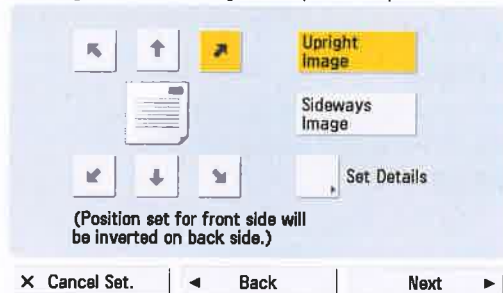 Upright
Image
Sideways
Image
Set Details
(Position set for front side will
be inverted on back side.)
× Cancel Set.
◄ Back
Next ►